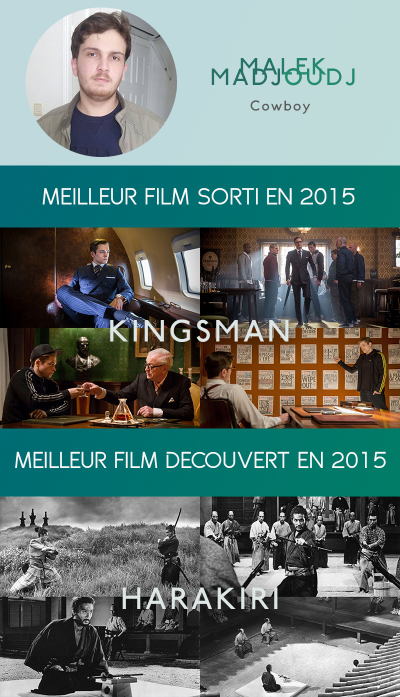 MALEK
MADJOUDJ
Cowboy
MEILLEUR FILM SORTI EN 2015
KINGSMAN
MEILLEUR FILM DECOUVERT EN 2015
HARAKIRI